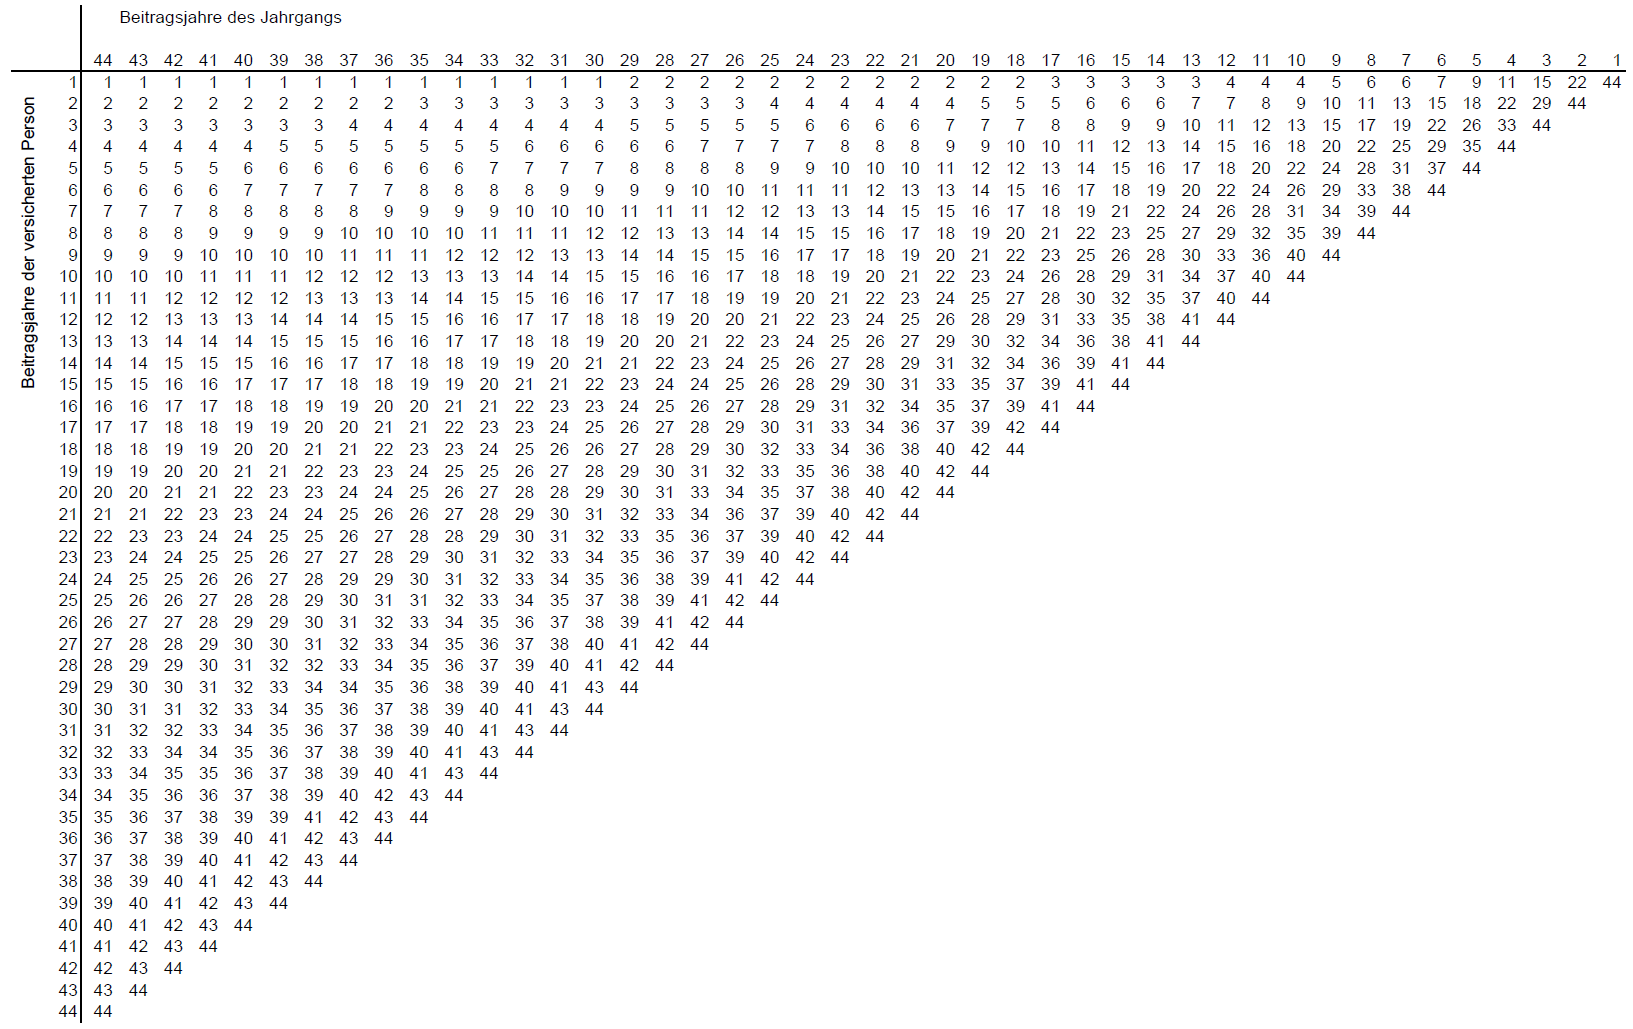 Beitragsjahre des Jahrgangs
44 43 42 41 40 39 38 37 36 35 34 33 32 31 30 29 28 27 26 25 24 23 22 21 20 19 18 17 16 15 14 13 12 11 10 9 8 7 6 5 4 3 2 1
Beitragsjahre der versicherten Person
1 1 1 1 1 1 1 1 1 1 1 1 1 1 1 1 2 2 2 2 2 2 2 2 2 2 2 2 3 3 3 3 3 4 4 4 5 6 6 7 9 11 15 22 44
2 2 2 2 2 2 2 2 2 2 3 3 3 3 3 3 3 3 3 3 4 4 4 4 4 4 5 5 5 6 6 6 7 7 8 9 10 11 13 15 18 22 29 44
3 3 3 3 3 3 3 3 4 4 4 4 4 4 4 4 5 5 5 5 5 6 6 6 6 7 7 7 8 8 9 9 10 11 12 13 15 17 19 22 26 33 44
4 4 4 4 4 4 5 5 5 5 5 5 5 6 6 6 6 6 7 7 7 7 8 8 8 9 9 10 10 11 12 13 14 15 16 18 20 22 25 29 35 44
5 5 5 5 5 6 6 6 6 6 6 6 7 7 7 7 8 8 8 8 9 9 10 10 10 11 12 12 13 14 15 16 17 18 20 22 24 28 31 37 44
6 6 6 6 6 7 7 7 7 7 8 8 8 8 9 9 9 9 10 10 11 11 11 12 13 13 14 15 16 17 18 19 20 22 24 26 29 33 38 44
7 7 7 7 8 8 8 8 8 9 9 9 9 10 10 10 11 11 11 12 12 13 13 14 15 15 16 17 18 19 21 22 24 26 28 31 34 39 44
8 8 8 8 9 9 9 9 10 10 10 10 11 11 11 12 12 13 13 14 14 15 15 16 17 18 19 20 21 22 23 25 27 29 32 35 39 44
9 9 9 9 10 10 10 10 11 11 11 12 12 12 13 13 14 14 15 15 16 17 17 18 19 20 21 22 23 25 26 28 30 33 36 40 44
10 10 10 10 11 11 11 12 12 12 13 13 13 14 14 15 15 16 16 17 18 18 19 20 21 22 23 24 26 28 29 31 34 37 40 44
11 11 11 12 12 12 12 13 13 13 14 14 15 15 16 16 17 17 18 19 19 20 21 22 23 24 25 27 28 30 32 35 37 40 44
12 12 12 13 13 13 14 14 14 15 15 16 16 17 17 18 18 19 20 20 21 22 23 24 25 26 28 29 31 33 35 38 41 44
13 13 13 14 14 14 15 15 15 16 16 17 17 18 18 19 20 20 21 22 23 24 25 26 27 29 30 32 34 36 38 41 44
14 14 14 15 15 15 16 16 17 17 18 18 19 19 20 21 21 22 23 24 25 26 27 28 29 31 32 34 36 39 41 44
15 15 15 16 16 17 17 17 18 18 19 19 20 21 21 22 23 24 24 25 26 28 29 30 31 33 35 37 39 41 44
16 16 16 17 17 18 18 19 19 20 20 21 21 22 23 23 24 25 26 27 28 29 31 32 34 35 37 39 41 44
17 17 17 18 18 19 19 20 20 21 21 22 23 23 24 25 26 27 28 29 30 31 33 34 36 37 39 42 44
18 18 18 19 19 20 20 21 21 22 23 23 24 25 26 26 27 28 29 30 32 33 34 36 38 40 42 44
19 19 19 20 20 21 21 22 23 23 24 25 25 26 27 28 29 30 31 32 33 35 36 38 40 42 44
20 20 20 21 21 22 23 23 24 24 25 26 27 28 28 29 30 31 33 34 35 37 38 40 42 44
21 21 21 22 23 23 24 24 25 26 26 27 28 29 30 31 32 33 34 36 37 39 40 42 44
22 22 23 23 24 24 25 25 26 27 28 28 29 30 31 32 33 35 36 37 39 40 42 44
23 23 24 24 25 25 26 27 27 28 29 30 31 32 33 34 35 36 37 39 40 42 44
24 24 25 25 26 26 27 28 29 29 30 31 32 33 34 35 36 38 39 41 42 44
25 25 26 26 27 28 28 29 30 31 31 32 33 34 35 37 38 39 41 42 44
26 26 27 27 28 29 29 30 31 32 33 34 35 36 37 38 39 41 42 44
27 27 28 28 29 30 30 31 32 33 34 35 36 37 38 40 41 42 44
28 28 29 29 30 31 32 32 33 34 35 36 37 39 40 41 42 44
29 29 30 30 31 32 33 34 34 35 36 38 39 40 41 43 44
30 30 31 31 32 33 34 35 36 37 38 39 40 41 43 44
31 31 32 32 33 34 35 36 37 38 39 40 41 43 44
32 32 33 34 34 35 36 37 38 39 40 41 43 44
33 33 34 35 35 36 37 38 39 40 41 43 44
34 34 35 36 36 37 38 39 40 42 43 44
35 35 36 37 38 39 39 41 42 43 44
36 36 37 38 39 40 41 42 43 44
37 37 38 39 40 41 42 43 44
38 38 39 40 41 42 43 44
39 39 40 41 42 43 44
40 40 41 42 43 44
41 41 42 43 44
42 42 43 44
43 43 44
44 44